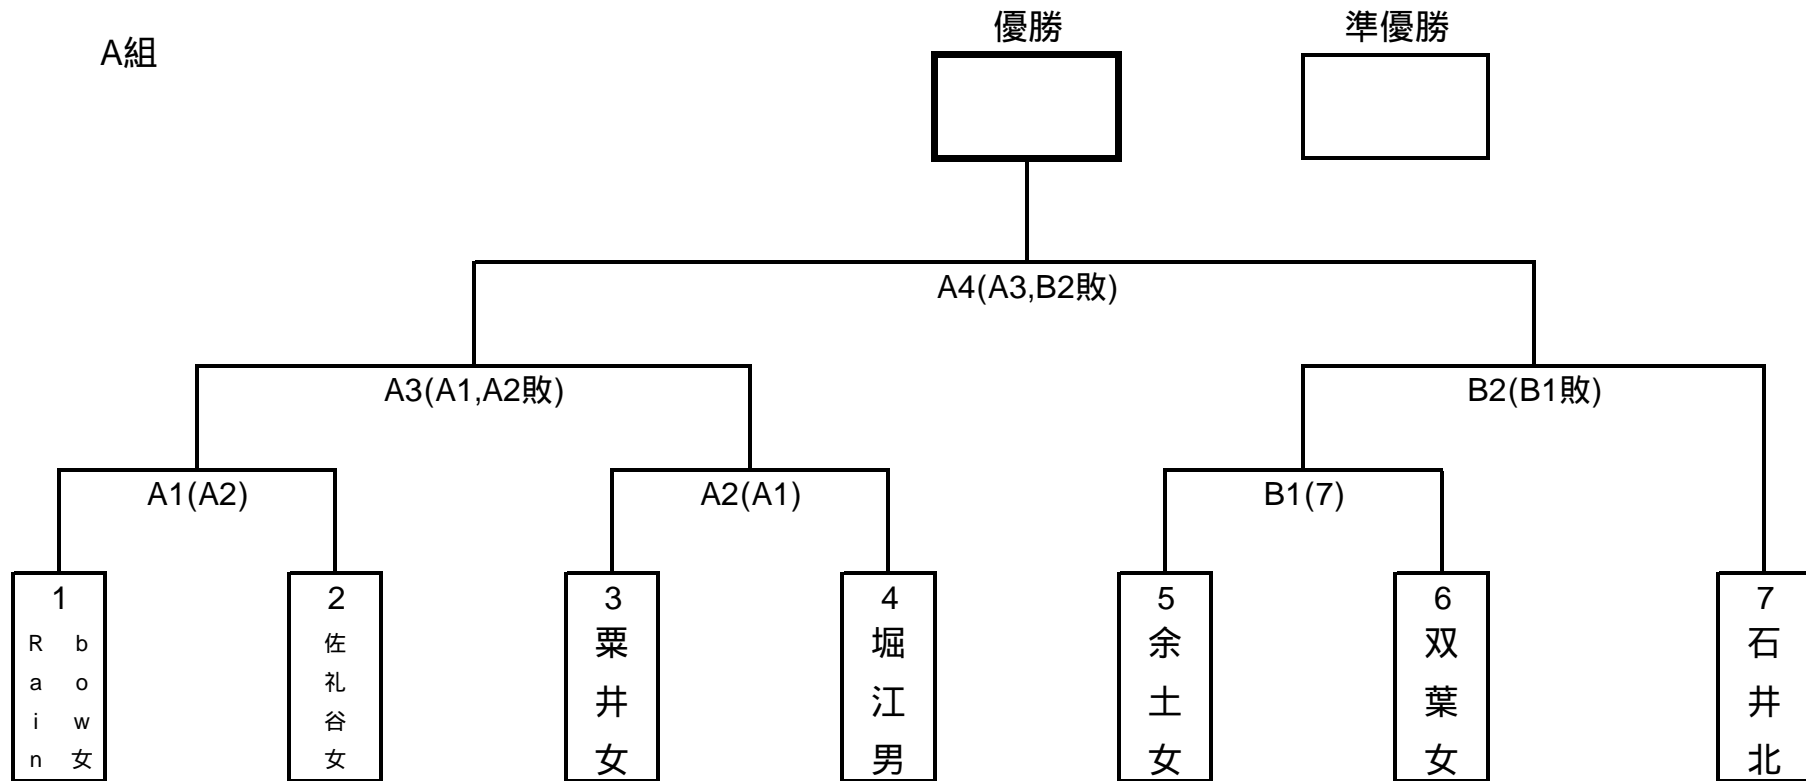 A組
優勝
準優勝
A4(A3,B2敗)
A3(A1,A2敗)
B2(B1敗)
A1(A2)
A2(A1)
B1(7)
1
Rainbow女
2
佐礼谷女
3
粟井女
4
堀江男
5
余土女
6
双葉女
7
石井北